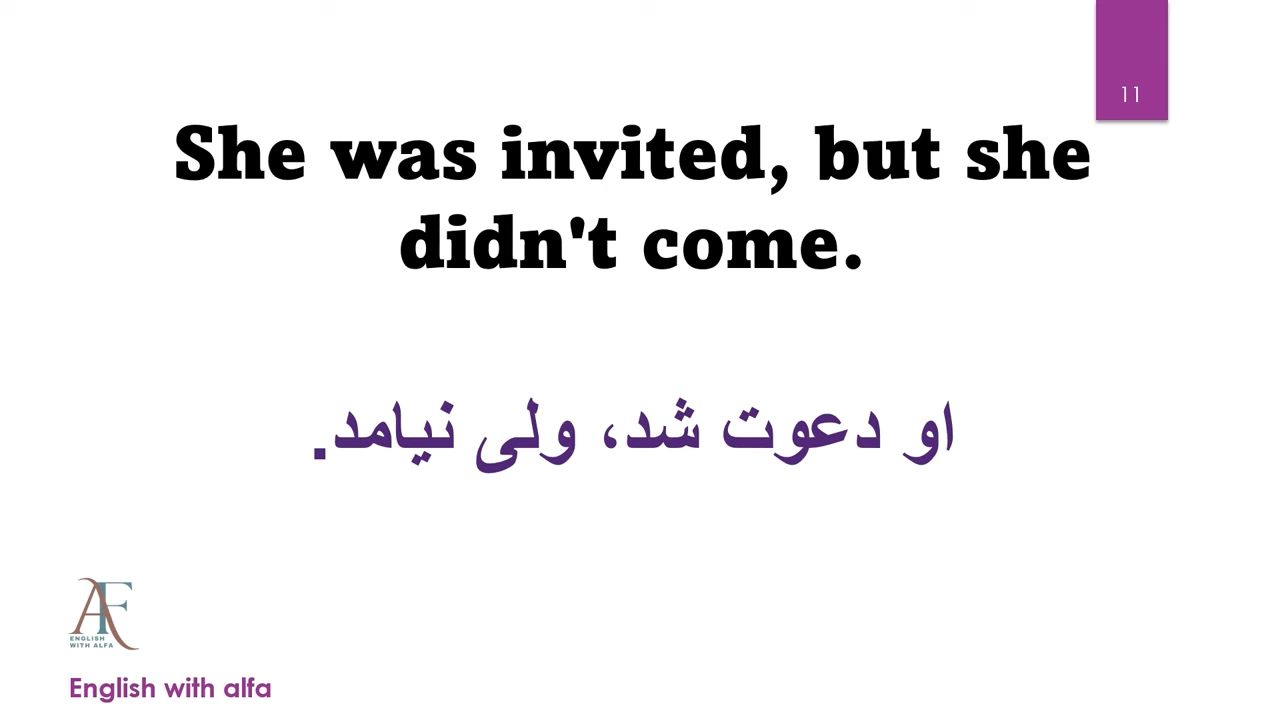 11
She was invited, but she
didn't come.
او دعوت شد، ولی نیامد.
AF
ENGLISH
WITH ALFA
English with alfa